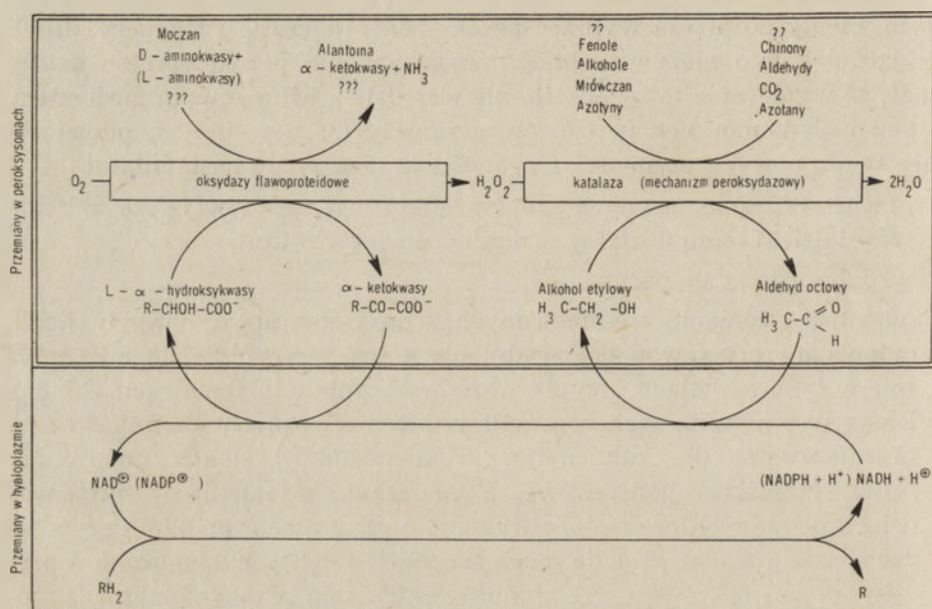 Przemiany w peroksysomach
Moczan
D – aminokwasy+
(L – aminokwasy)
???
Alantoina
α – ketokwasy + NH3
???
??
Fenole
Alkohole
Mrówczan
Azotyny
??
Chinony
Aldehydy
CO2
Azotany
O2
oksydazy flawoproteidowe
H2O2
katalaza (mechanizm peroksydazowy)
2H2O
L – α – hydroksykwasy
R–CHOH–COO⁻
α – ketokwasy
R–CO–COO⁻
Alkohol etylowy
H3C–CH2–OH
Aldehyd octowy
H3C–C
O
H
Przemiany w hyaloplazmie
NAD⊕ (NADP⊕ )
(NADPH + H⁺) NADH + H⊕
RH2
R